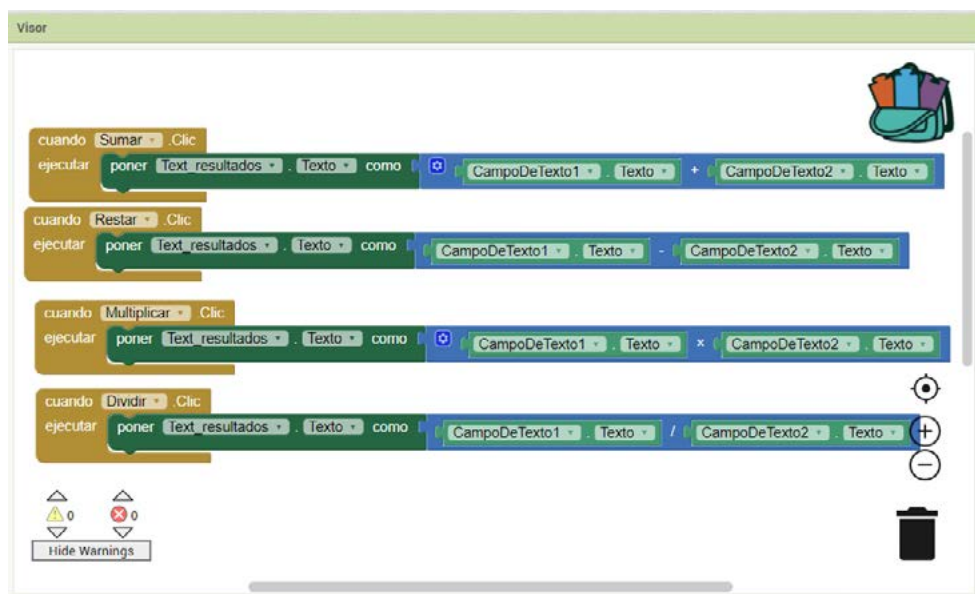 Visor
cuando Sumar .Clic
ejecutar poner Text_resultados . Texto como CampoDeTexto1 . Texto + CampoDeTexto2 . Texto
cuando Restar .Clic
ejecutar poner Text_resultados . Texto como CampoDeTexto1 . Texto - CampoDeTexto2 . Texto
cuando Multiplicar .Clic
ejecutar poner Text_resultados . Texto como CampoDeTexto1 . Texto x CampoDeTexto2 . Texto
cuando Dividir .Clic
ejecutar poner Text_resultados . Texto como CampoDeTexto1 . Texto / CampoDeTexto2 . Texto
0 0
Hide Warnings